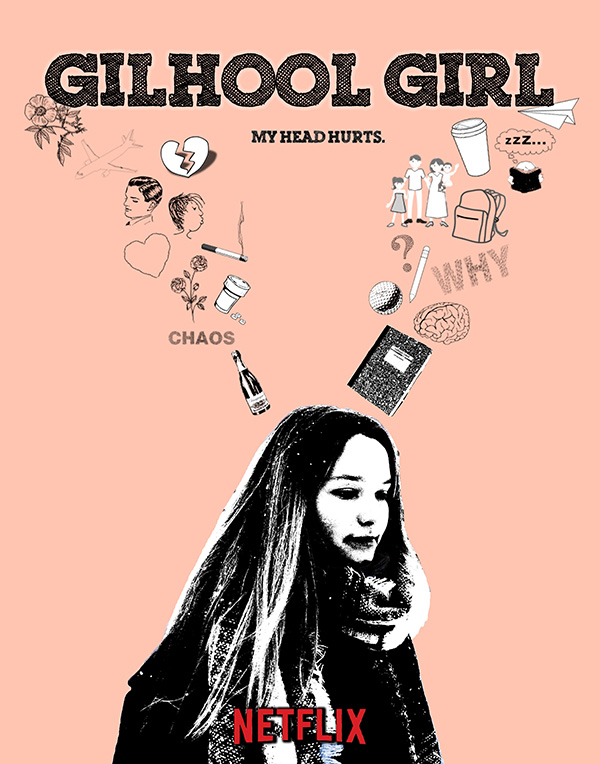 GILHOOL GIRL
MY HEAD HURTS.
zzz...
?
WHY
CHAOS
NETFLIX